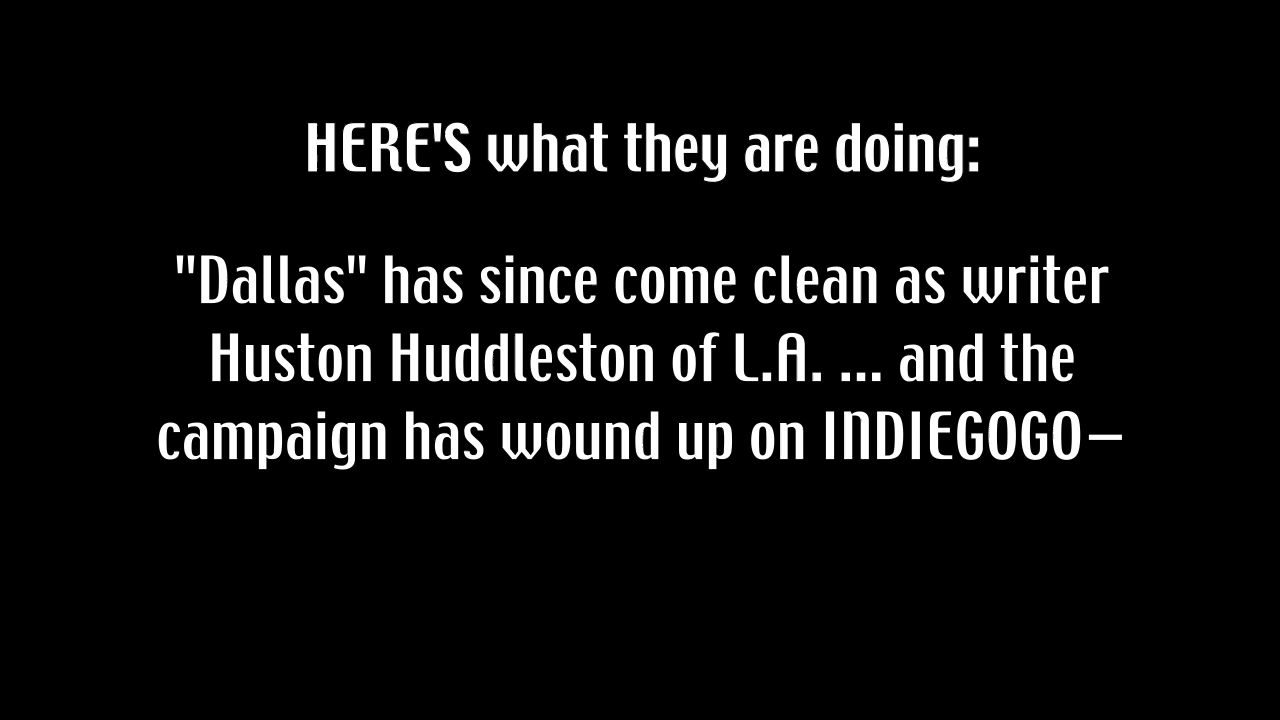 HERE'S what they are doing:
"Dallas" has since come clean as writer
Huston Huddleston of L.A. ... and the
campaign has wound up on INDIEGOGO—